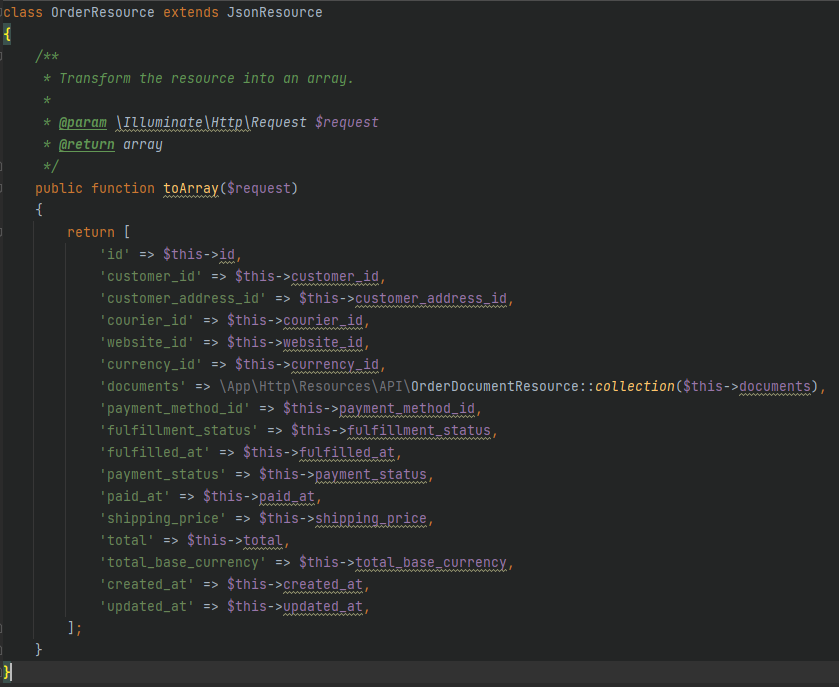 class OrderResource extends JsonResource
{
    /**
     * Transform the resource into an array.
     *
     * @param \Illuminate\Http\Request $request
     * @return array
     */
    public function toArray($request)
    {
        return [
            'id' => $this->id,
            'customer_id' => $this->customer_id,
            'customer_address_id' => $this->customer_address_id,
            'courier_id' => $this->courier_id,
            'website_id' => $this->website_id,
            'currency_id' => $this->currency_id,
            'documents' => \App\Http\Resources\API\OrderDocumentResource::collection($this->documents),
            'payment_method_id' => $this->payment_method_id,
            'fulfillment_status' => $this->fulfillment_status,
            'fulfilled_at' => $this->fulfilled_at,
            'payment_status' => $this->payment_status,
            'paid_at' => $this->paid_at,
            'shipping_price' => $this->shipping_price,
            'total' => $this->total,
            'total_base_currency' => $this->total_base_currency,
            'created_at' => $this->created_at,
            'updated_at' => $this->updated_at,
        ];
    }
}